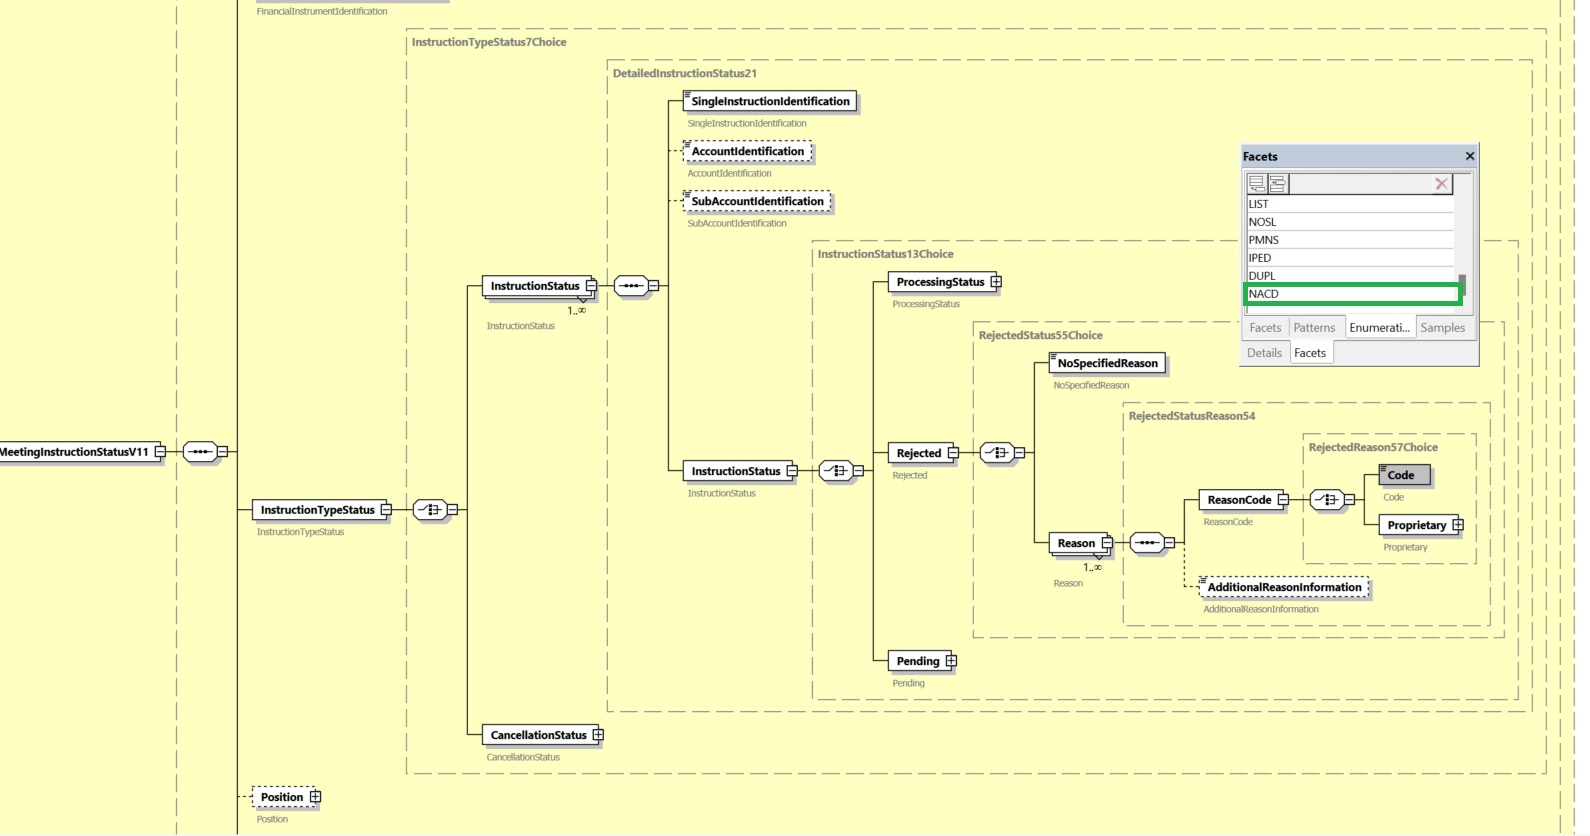 FinancialInstrumentIdentification
InstructionTypeStatus7Choice
DetailedInstructionStatus21
SingleInstructionIdentification
SingleInstructionIdentification
AccountIdentification
AccountIdentification
SubAccountIdentification
SubAccountIdentification
Facets
LIST
NOSL
PMNS
IPED
DUPL
NACD
Facets Patterns Enumerati... Samples
Details Facets
InstructionStatus13Choice
InstructionStatus
1..∞
InstructionStatus
ProcessingStatus
ProcessingStatus
RejectedStatus55Choice
NoSpecifiedReason
NoSpecifiedReason
RejectedStatusReason54
RejectedReason57Choice
MeetingInstructionStatusV11
Rejected
Rejected
InstructionStatus
InstructionStatus
Code
Code
InstructionTypeStatus
InstructionTypeStatus
ReasonCode
ReasonCode
Proprietary
Proprietary
Reason
1..∞
Reason
AdditionalReasonInformation
AdditionalReasonInformation
Pending
Pending
CancellationStatus
CancellationStatus
Position
Position